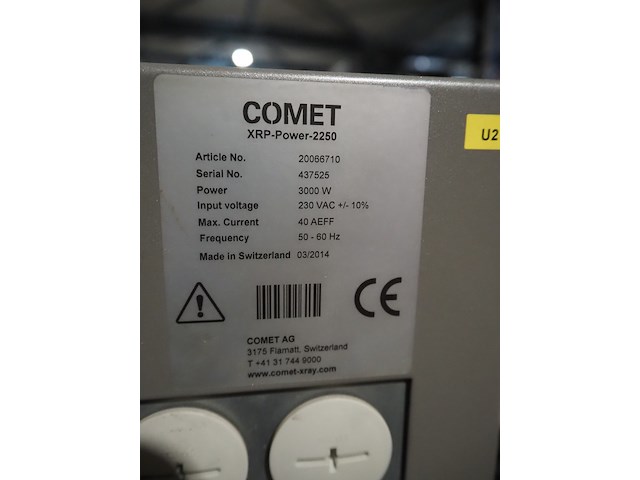 COMET
XRP-Power-2250
Article No. 20066710
Serial No. 437525
Power 3000 W
Input voltage 230 VAC +/- 10%
Max. Current 40 AEFF
Frequency 50 - 60 Hz
Made in Switzerland 03/2014
CE
COMET AG
3175 Flamatt, Switzerland
T +41 31 744 9000
www.comet-xray.com
U2